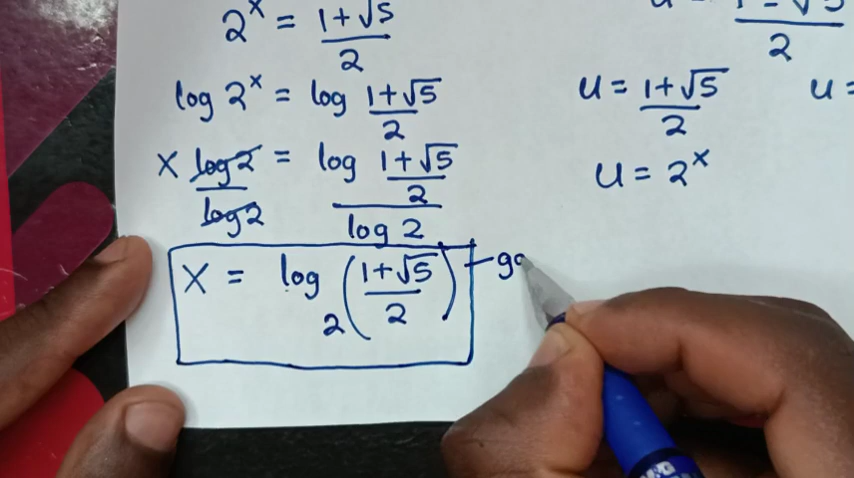 2^x = (1+√5)/2
log 2^x = log (1+√5)/2
x log2/log2 = log (1+√5)/2 / log 2
x = log_2((1+√5)/2)
u = (1+√5)/2
u = 2^x